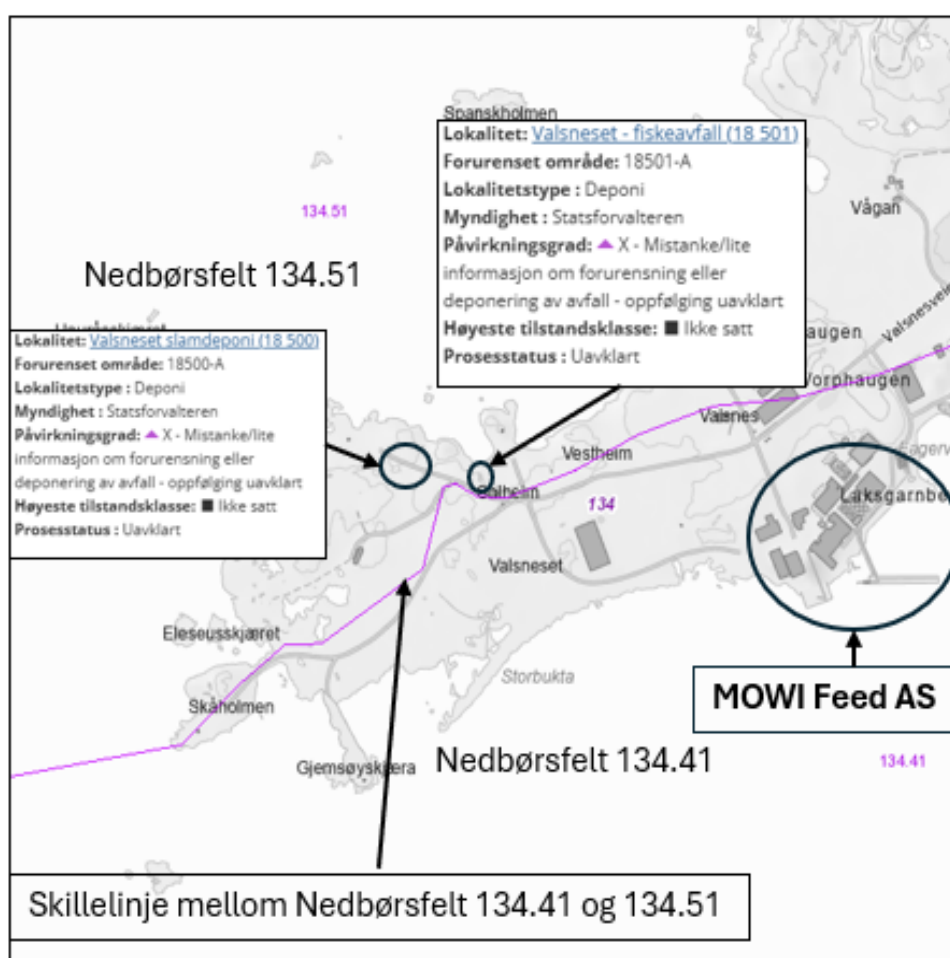 Spanskholmen
Lokalitet: Valsneset - fiskeavfall (18 501)
Forurenset område: 18501-A
Lokalitetstype : Deponi
Myndighet : Statsforvalteren
Påvirkningsgrad: ▲ X - Mistanke/lite
informasjon om forurensning eller
deponering av avfall - oppfølging uavklart
Høyeste tilstandsklasse: ■ Ikke satt
Prosesstatus : Uavklart
134.51
Vågan
Nedbørsfelt 134.51
Lokalitet: Valsneset slamdeponi (18 500)
Forurenset område: 18500-A
Lokalitetstype : Deponi
Myndighet : Statsforvalteren
Påvirkningsgrad: ▲ X - Mistanke/lite
informasjon om forurensning eller
deponering av avfall - oppfølging uavklart
Høyeste tilstandsklasse: ■ Ikke satt
Prosesstatus : Uavklart
Valsnesvei
augen
Vorphaugen
Valsnes
Vestheim
Solheim
134
Laksgarnbe
Valsneset
Eleseusskjæret
Storbukta
Skåholmen
MOWI Feed AS
Gjemsøyskjæra
Nedbørsfelt 134.41
134.41
Skillelinje mellom Nedbørsfelt 134.41 og 134.51